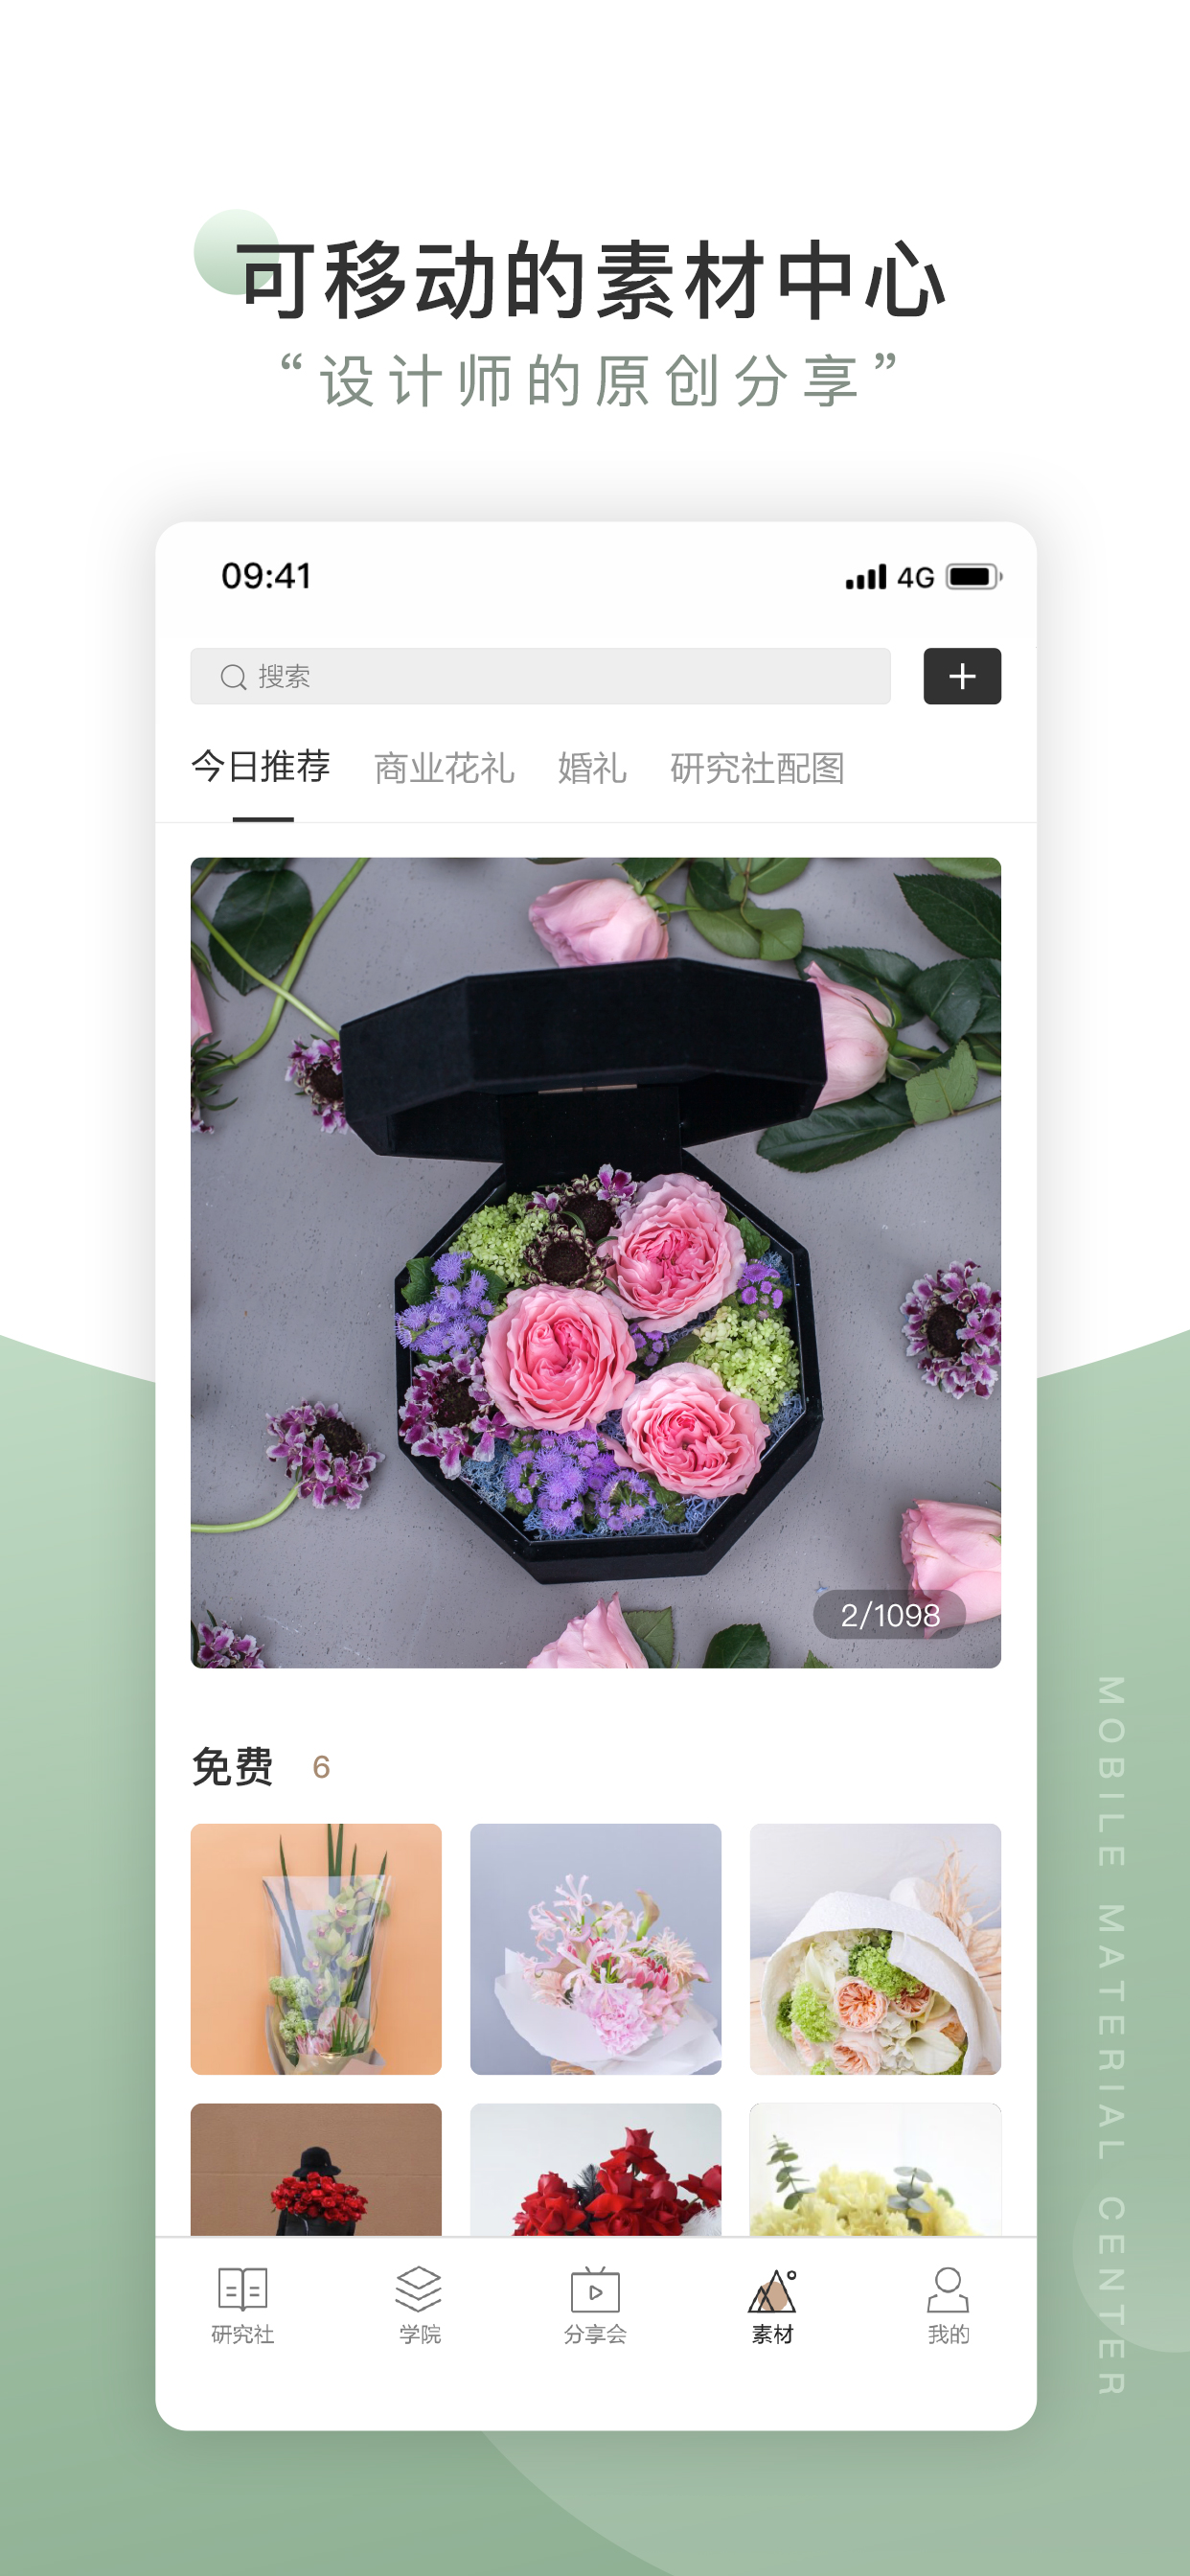 可移动的素材中心
“设计师的原创分享”
09:41
4G
搜索
今日推荐 商业花礼 婚礼 研究社配图
2/1098
免费 6
MOBILE MATERIAL CENTER
研究社 学院 分享会 素材 我的